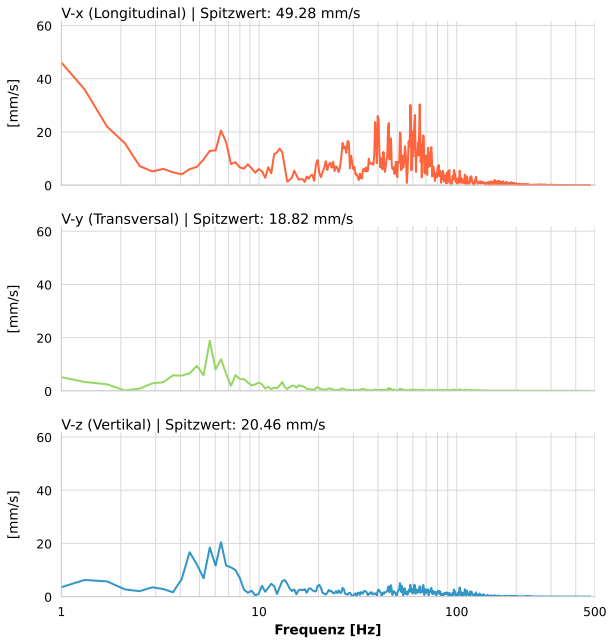 V-x (Longitudinal) | Spitzwert: 49.28 mm/s
60
40
20
0
[mm/s]
V-y (Transversal) | Spitzwert: 18.82 mm/s
60
40
20
0
[mm/s]
V-z (Vertikal) | Spitzwert: 20.46 mm/s
60
40
20
0
[mm/s]
1 10 100 500
Frequenz [Hz]